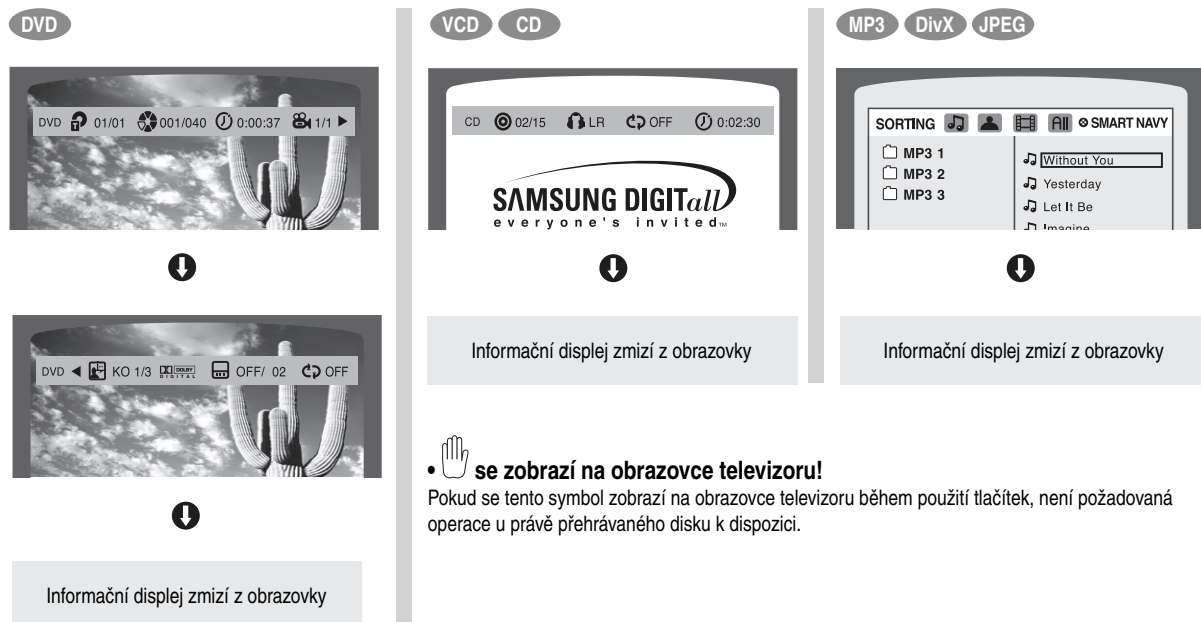 DVD
DVD 01/01 001/040 0:00:37 1/1
DVD KO 1/3 DOLBY DIGITAL OFF/ 02 OFF
Informační displej zmizí z obrazovky
VCD CD
CD 02/15 LR OFF 0:02:30
SAMSUNG DIGITall
everyone's invited™
Informační displej zmizí z obrazovky
MP3 DivX JPEG
SORTING All SMART NAVY
MP3 1
MP3 2
MP3 3
Without You
Yesterday
Let It Be
Imagine
Informační displej zmizí z obrazovky
• se zobrazí na obrazovce televizoru!
Pokud se tento symbol zobrazí na obrazovce televizoru během použití tlačítek, není požadovaná
operace u právě přehrávaného disku k dispozici.